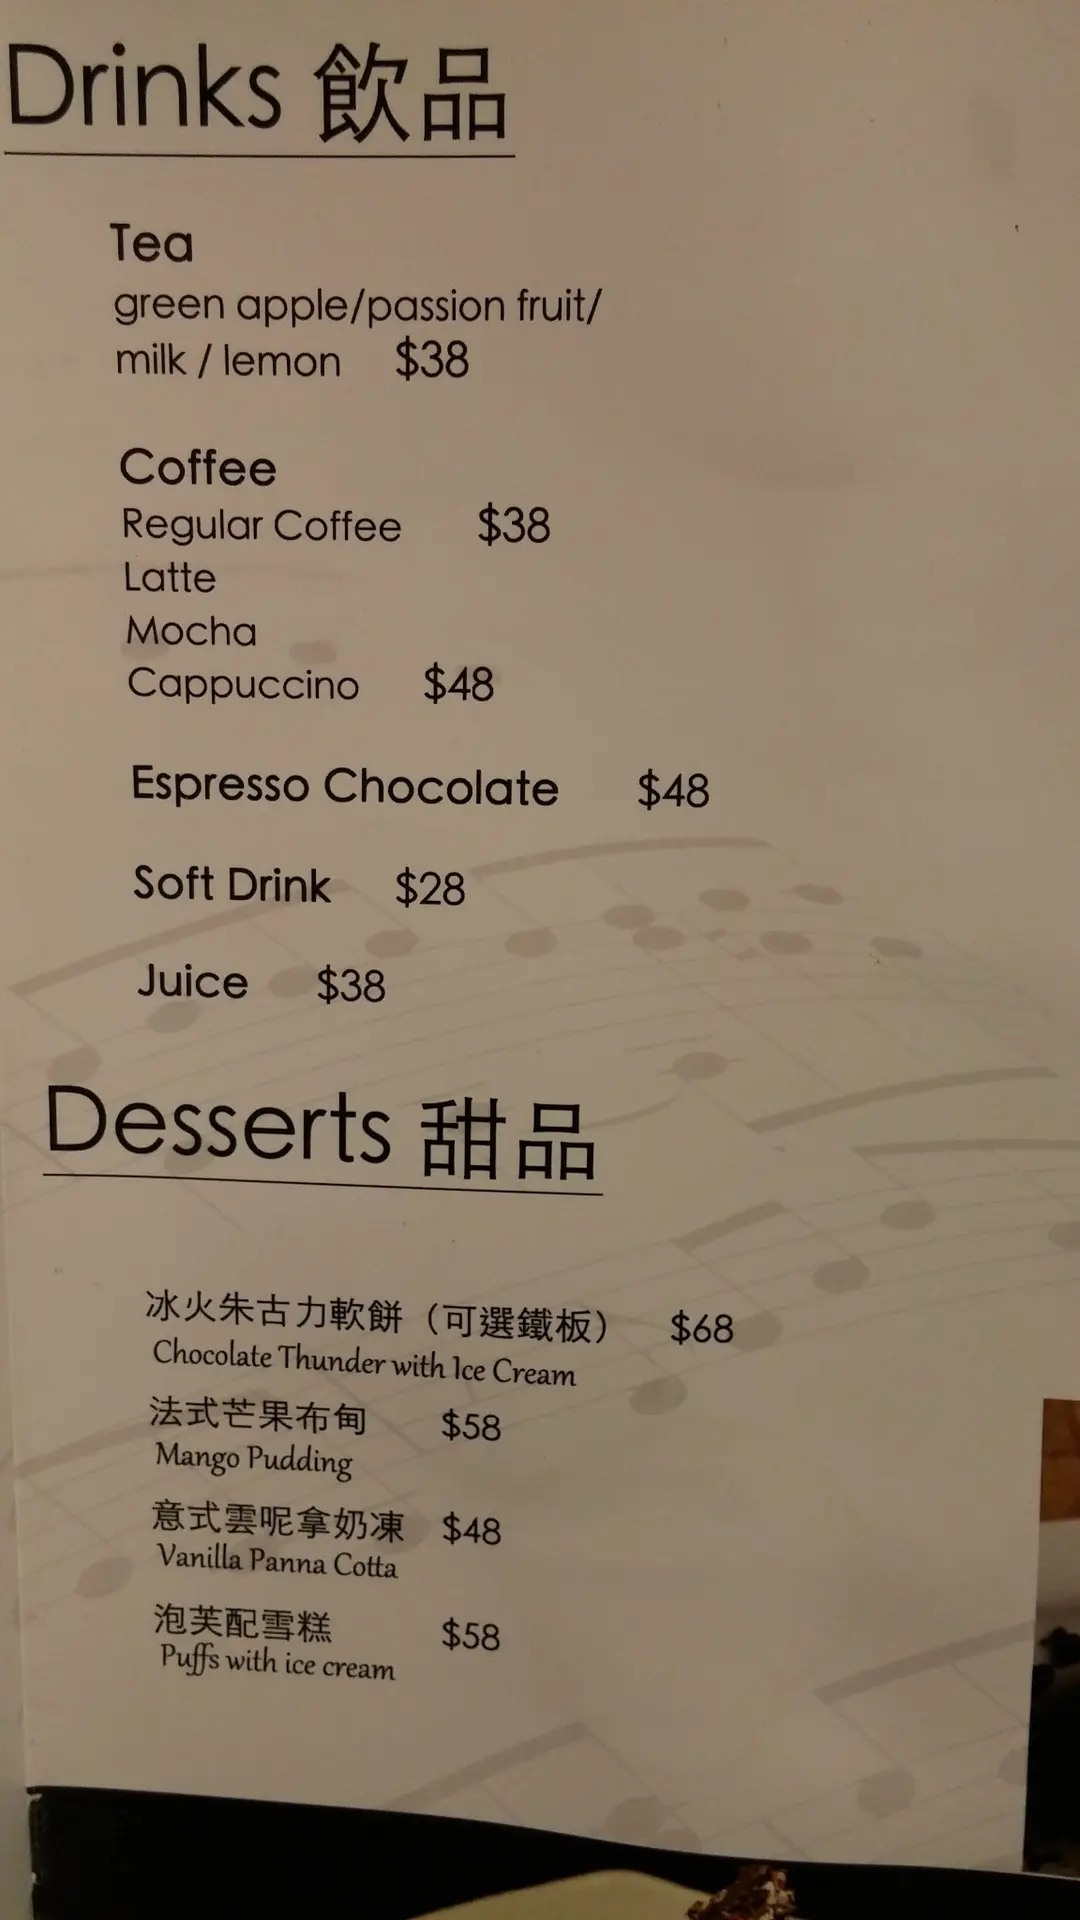 Drinks 飲品
Tea
green apple/passion fruit/
milk / lemon $38
Coffee
Regular Coffee $38
Latte
Mocha
Cappuccino $48
Espresso Chocolate $48
Soft Drink $28
Juice $38
Desserts 甜品
冰火朱古力軟餅（可選鐵板） $68
Chocolate Thunder with Ice Cream
法式芒果布甸 $58
Mango Pudding
意式雲呢拿奶凍 $48
Vanilla Panna Cotta
泡芙配雪糕 $58
Puffs with ice cream